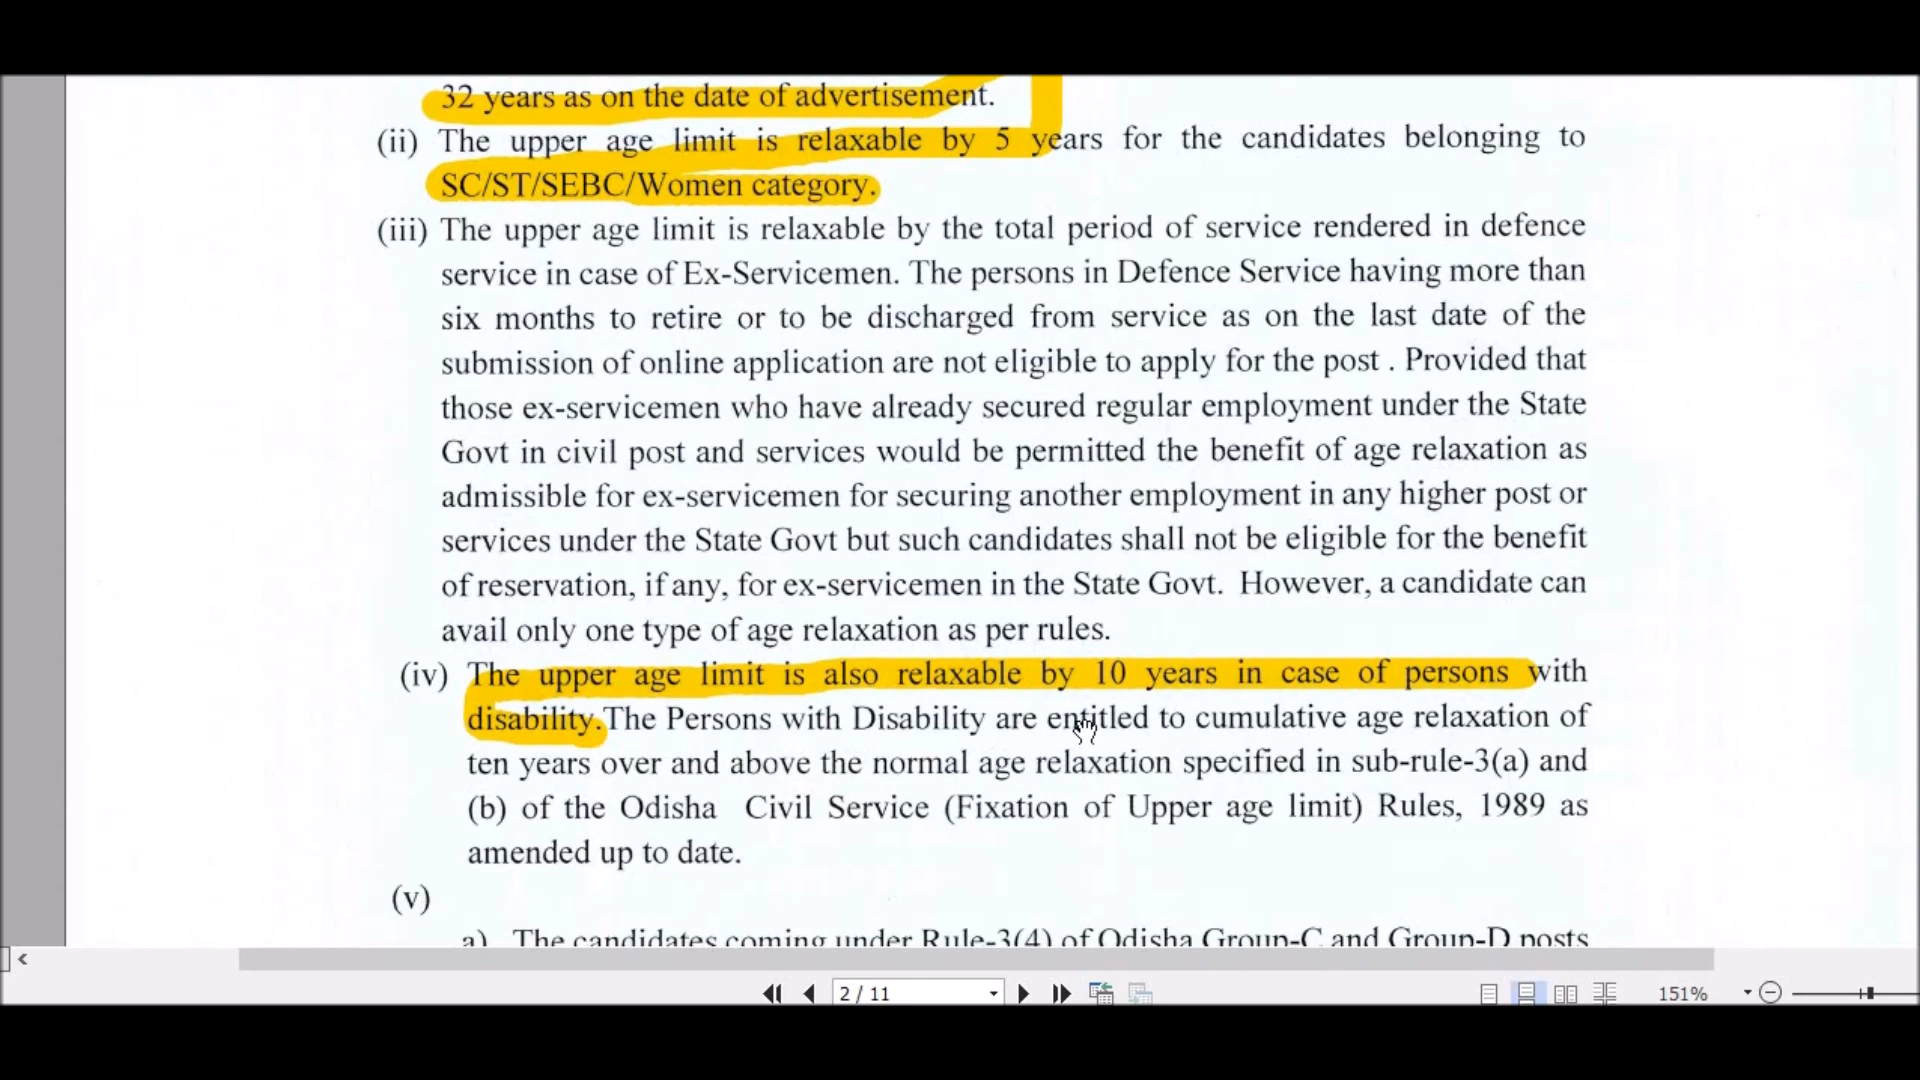 32 years as on the date of advertisement.
(ii) The upper age limit is relaxable by 5 years for the candidates belonging to
SC/ST/SEBC/Women category.
(iii) The upper age limit is relaxable by the total period of service rendered in defence
service in case of Ex-Servicemen. The persons in Defence Service having more than
six months to retire or to be discharged from service as on the last date of the
submission of online application are not eligible to apply for the post . Provided that
those ex-servicemen who have already secured regular employment under the State
Govt in civil post and services would be permitted the benefit of age relaxation as
admissible for ex-servicemen for securing another employment in any higher post or
services under the State Govt but such candidates shall not be eligible for the benefit
of reservation, if any, for ex-servicemen in the State Govt. However, a candidate can
avail only one type of age relaxation as per rules.
(iv) The upper age limit is also relaxable by 10 years in case of persons with
disability.The Persons with Disability are entitled to cumulative age relaxation of
ten years over and above the normal age relaxation specified in sub-rule-3(a) and
(b) of the Odisha Civil Service (Fixation of Upper age limit) Rules, 1989 as
amended up to date.
(v)
a) The candidates coming under Rule-3(4) of Odisha Group-C and Group-D posts
2 / 11
151%